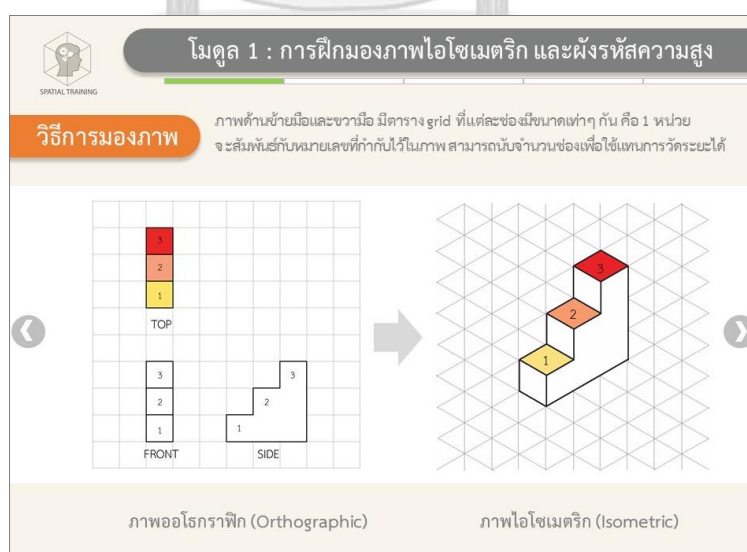 โมดูล 1 : การฝึกมองภาพไอโซเมตริก และผังรหัสความสูง
SPATIAL TRAINING
วิธีการมองภาพ
ภาพด้านซ้ายมือและขวามือ มีตาราง grid ที่แต่ละช่องมีขนาดเท่าๆ กัน คือ 1 หน่วย
จะสัมพันธ์กับหมายเลขที่กำกับไว้ในภาพ สามารถนับจำนวนช่องเพื่อใช้แทนการวัดระยะได้
3
2
1
TOP
3
2
1
FRONT
3
2
1
SIDE
3
2
1
ภาพออโธกราฟิก (Orthographic)
ภาพไอโซเมตริก (Isometric)